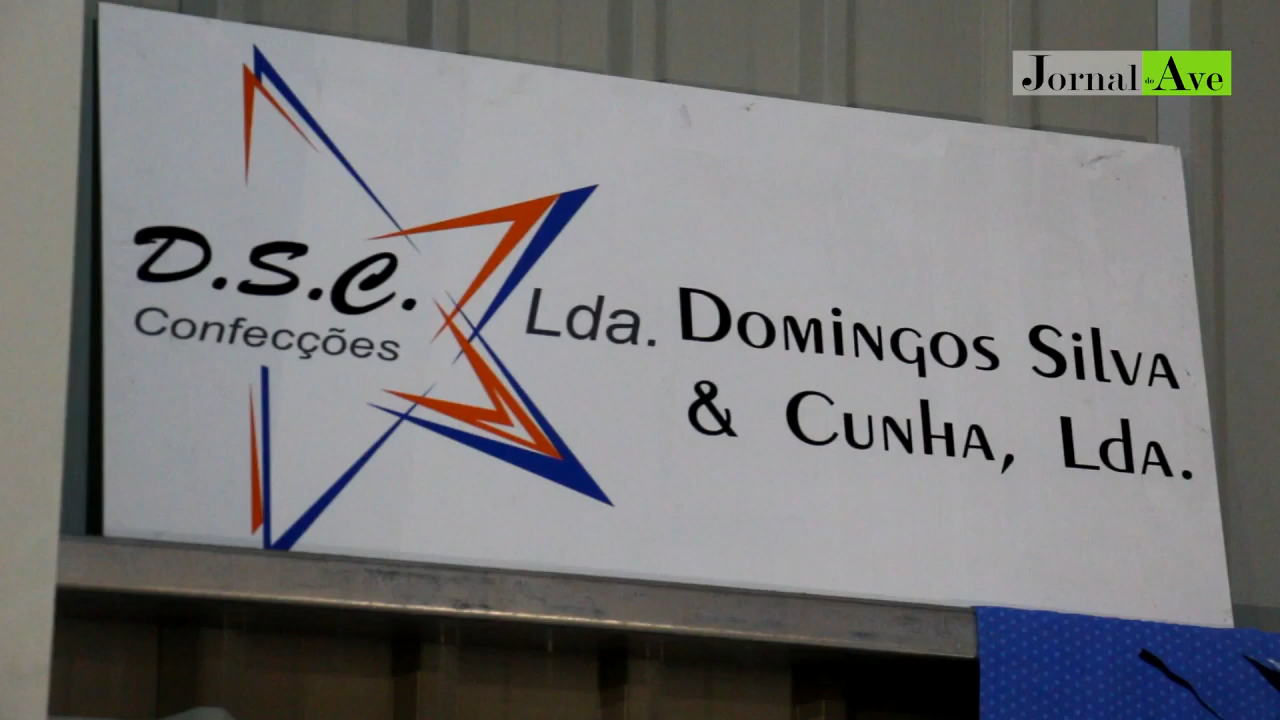 Jornal do Ave
D.S.C.
Confecções
Lda.
Domingos Silva
& Cunha, Lda.